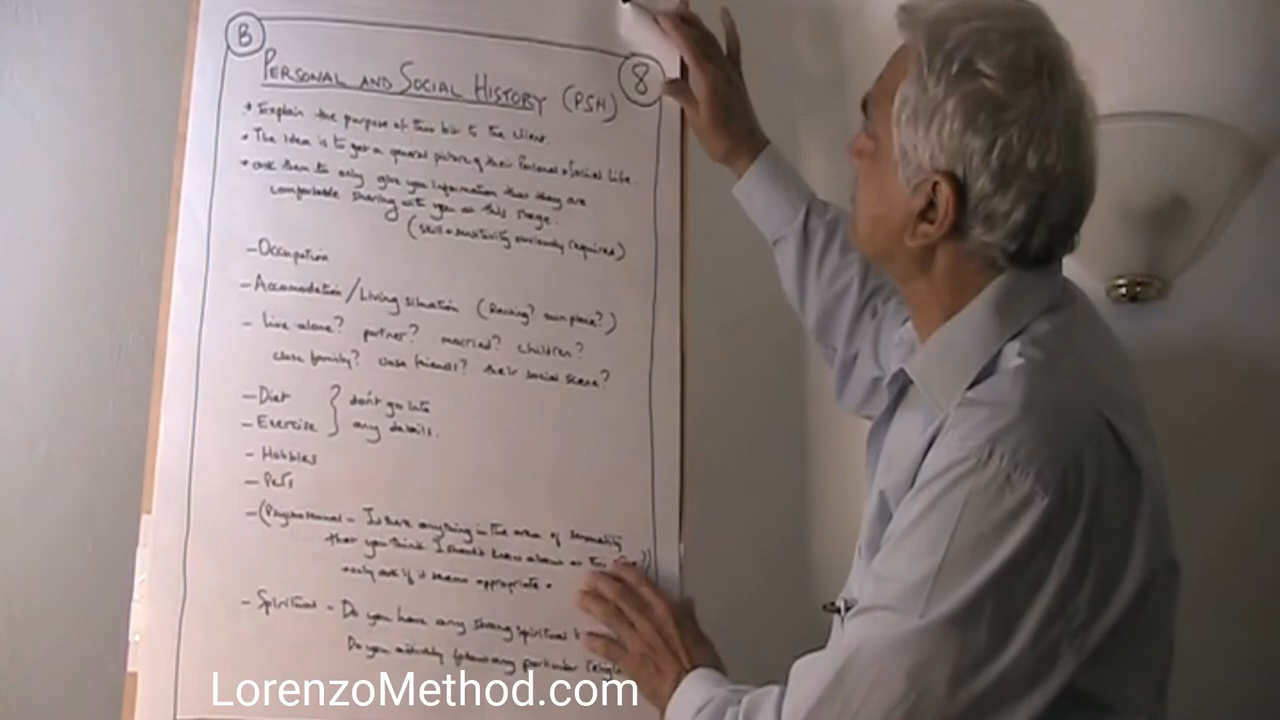 B
8
PERSONAL AND SOCIAL HISTORY (PSH)
* Explain the purpose of this bit to the client.
* The idea is to get a general picture of their Personal + Social Life.
* ask them to only give you information that they are
comfortable sharing with you at this stage.
(skill + sensitivity obviously required)
- Occupation
- Accomodation / Living situation (Renting? own place?)
- Live alone? partner? married? children?
close family? close friends? their social scene?
- Diet } don't go into
- Exercise } any details.
- Hobbies
- Pets
- (Psychosexual - Is there anything in the area of sexuality
that you think I should know about at this
*only ask if it seems appropriate*
- Spiritual - Do you have any strong spiritual
Do you actively follow any particular
LorenzoMethod.com